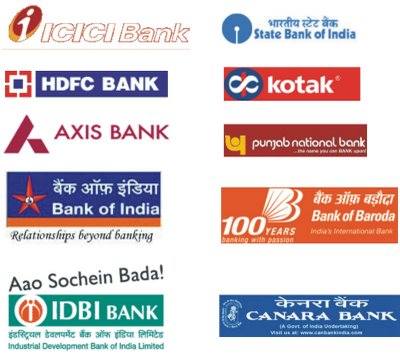 ICICI Bank
भारतीय स्टेट बैंक
State Bank of India
HDFC BANK
kotak®
AXIS BANK
punjab national bank
...the name you can BANK upon!
बैंक ऑफ़ इंडिया
Bank of India
Relationships beyond banking
बैंक ऑफ़ बड़ौदा
Bank of Baroda
India's International Bank
100 YEARS
banking with passion
Aao Sochein Bada!
IDBI BANK
इंडस्ट्रियल डेवलपमेंट बैंक ऑफ़ इंडिया लिमिटेड
Industrial Development Bank of India Limited
केनरा बैंक
CANARA BANK
(A Govt. of India Undertaking)
Visit us at: www.canbankindia.com